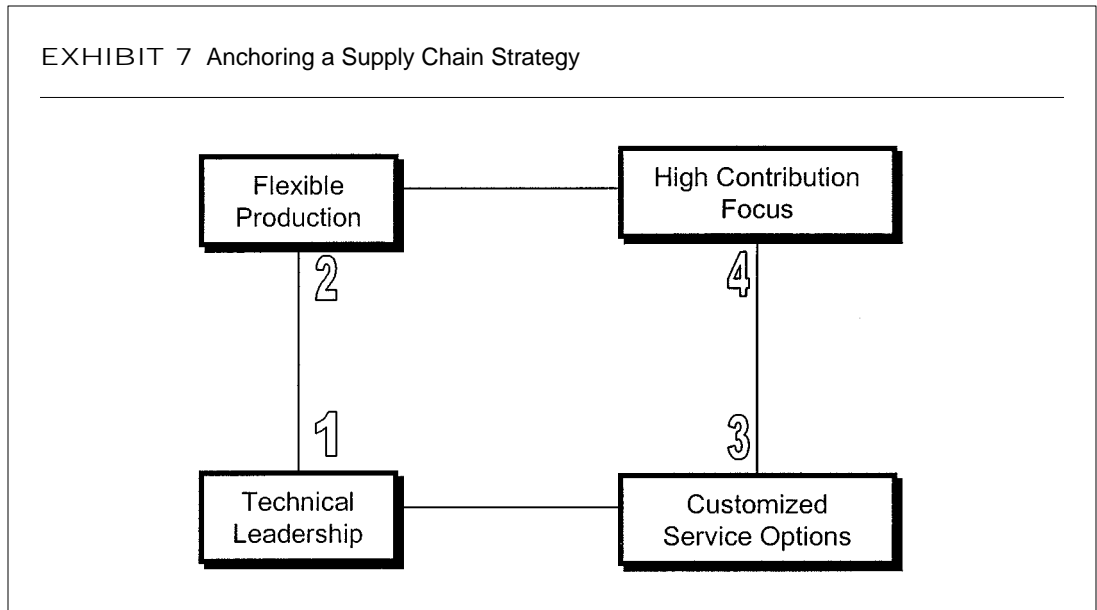 EXHIBIT 7 Anchoring a Supply Chain Strategy
Flexible
Production
High Contribution
Focus
2
4
1
3
Technical
Leadership
Customized
Service Options